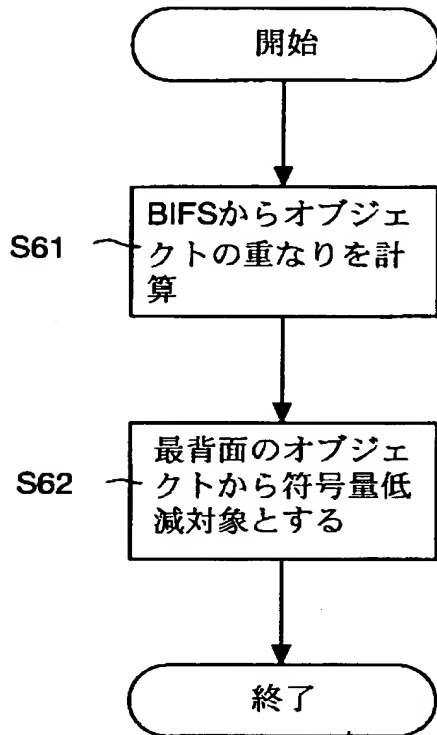 開始
S61
BIFSからオブジェ
クトの重なりを計
算
S62
最背面のオブジェ
クトから符号量低
減対象とする
終了